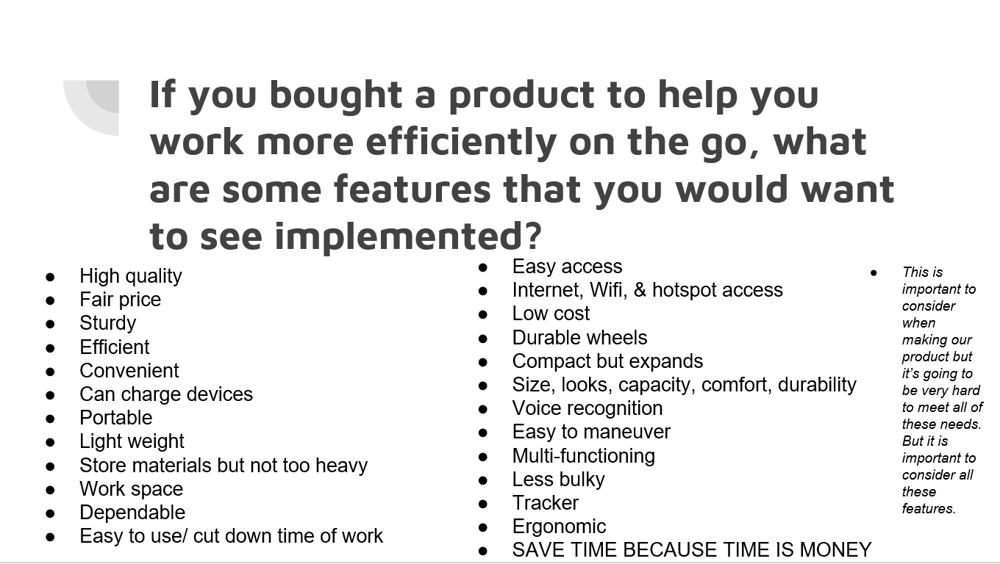 If you bought a product to help you
work more efficiently on the go, what
are some features that you would want
to see implemented?
● High quality
● Fair price
● Sturdy
● Efficient
● Convenient
● Can charge devices
● Portable
● Light weight
● Store materials but not too heavy
● Work space
● Dependable
● Easy to use/ cut down time of work
● Easy access
● Internet, Wifi, & hotspot access
● Low cost
● Durable wheels
● Compact but expands
● Size, looks, capacity, comfort, durability
● Voice recognition
● Easy to maneuver
● Multi-functioning
● Less bulky
● Tracker
● Ergonomic
● SAVE TIME BECAUSE TIME IS MONEY
● This is
important to
consider
when
making our
product but
it’s going to
be very hard
to meet all of
these needs.
But it is
important to
consider all
these
features.